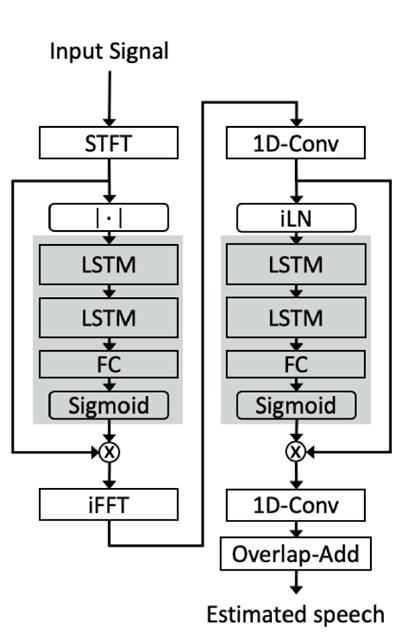 Input Signal
STFT
|·|
LSTM
LSTM
FC
Sigmoid
X
iFFT
1D-Conv
iLN
LSTM
LSTM
FC
Sigmoid
X
1D-Conv
Overlap-Add
Estimated speech